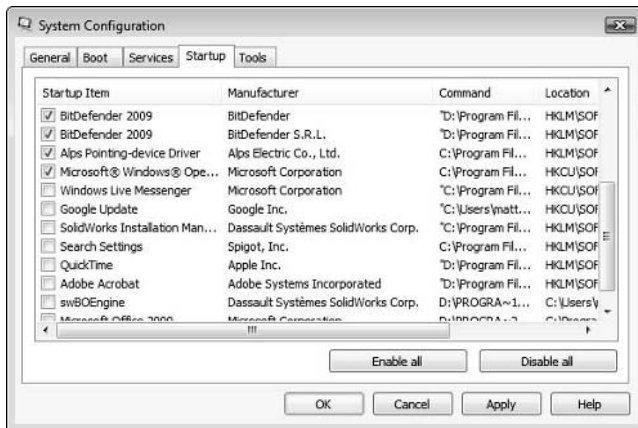 System Configuration
General Boot Services Startup Tools
Startup Item Manufacturer Command Location
BitDefender 2009 BitDefender "D:\Program Fil... HKLM\SOF
BitDefender 2009 BitDefender S.R.L. "D:\Program Fil... HKLM\SOF
Alps Pointing-device Driver Alps Electric Co., Ltd. C:\Program Fil... HKLM\SOF
Microsoft® Windows® Ope... Microsoft Corporation C:\Program Fil... HKCU\SOF
Windows Live Messenger Microsoft Corporation "C:\Program Fil... HKCU\SOF
Google Update Google Inc. "C:\Users\matt... HKCU\SOF
SolidWorks Installation Man... Dassault Systèmes SolidWorks Corp. "C:\Program Fil... HKLM\SOF
Search Settings Spigot, Inc. C:\Program Fil... HKLM\SOF
QuickTime Apple Inc. "D:\Program Fil... HKLM\SOF
Adobe Acrobat Adobe Systems Incorporated "D:\Program Fil... HKLM\SOF
swBOEngine Dassault Systèmes SolidWorks Corp. D:\PROGRA~1... C:\Users\
Microsoft Office 2000 Microsoft Corporation
Enable all Disable all
OK Cancel Apply Help